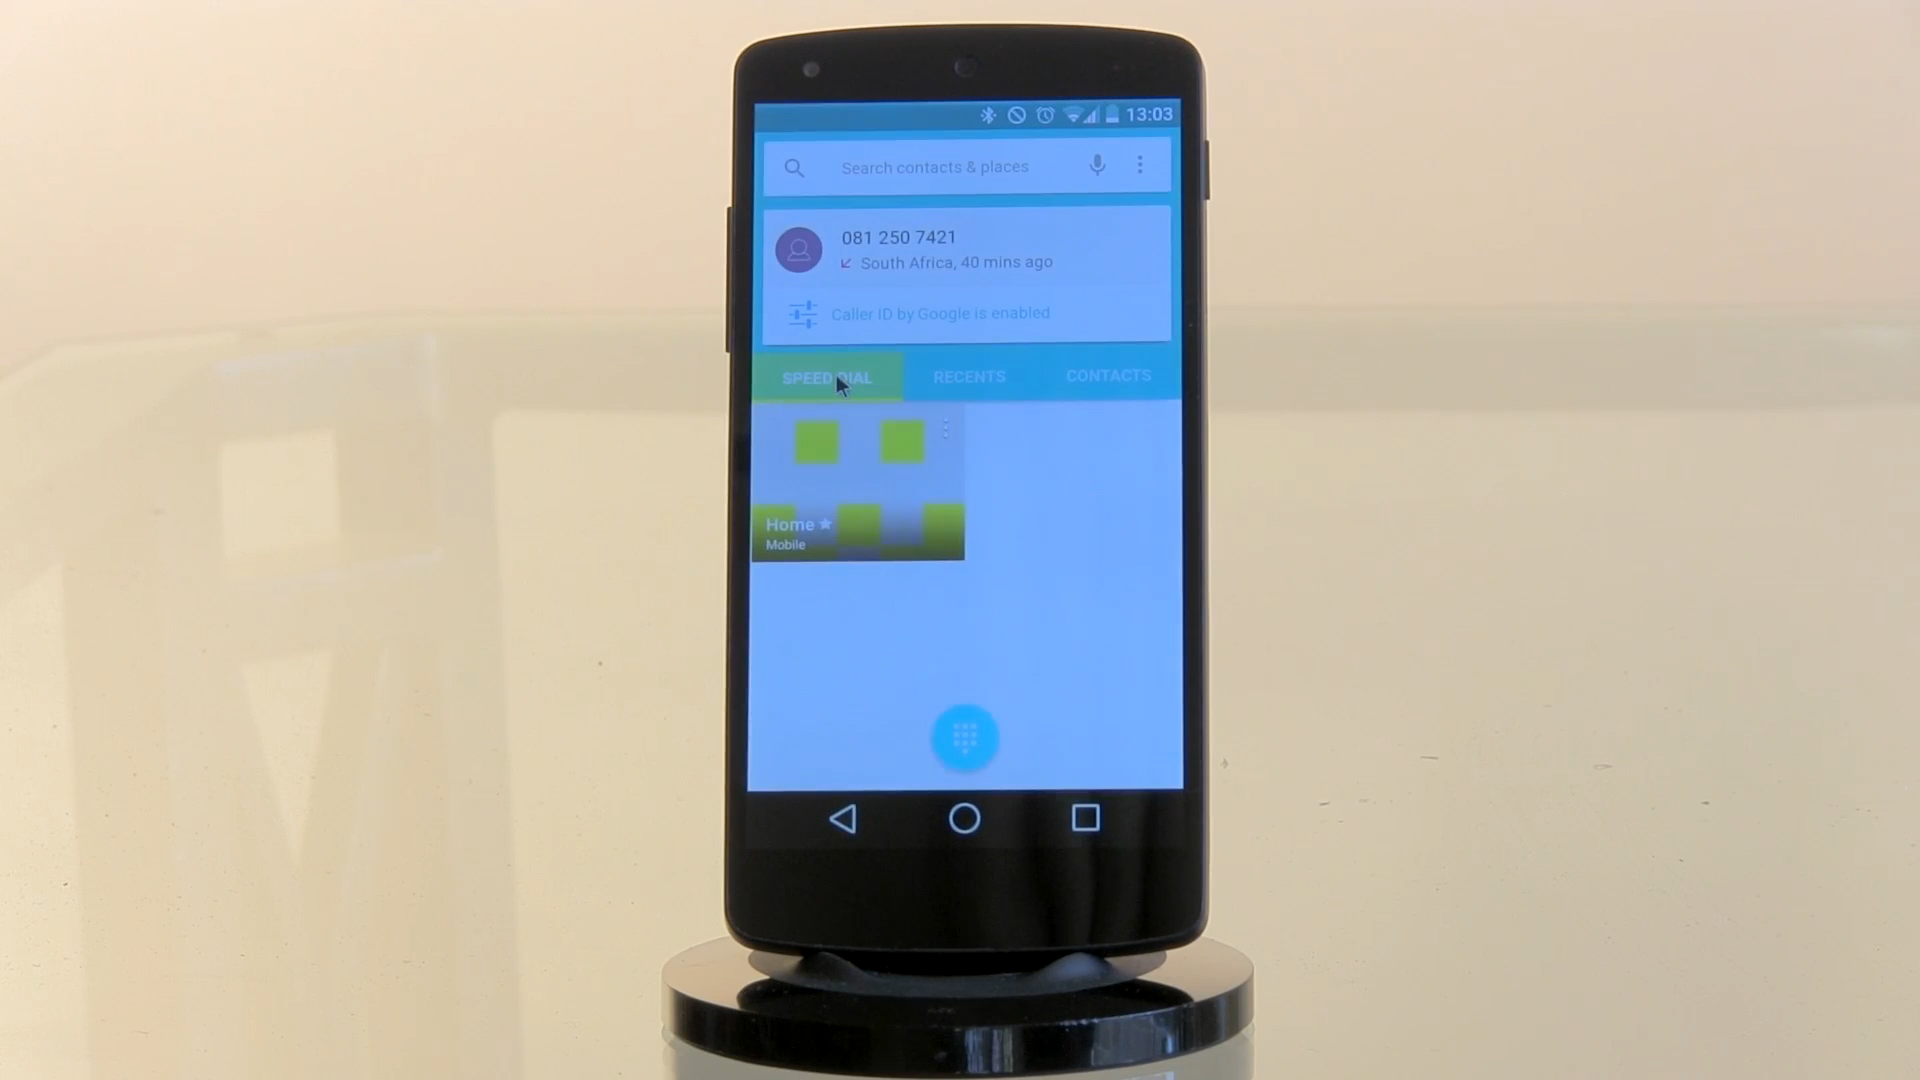 13:03
Search contacts & places
081 250 7421
South Africa, 40 mins ago
Caller ID by Google is enabled
SPEED DIAL
RECENTS
CONTACTS
Home
Mobile